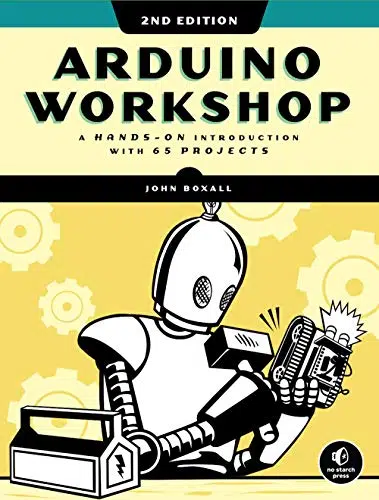 2ND EDITION
ARDUINO
WORKSHOP
A HANDS-ON INTRODUCTION
WITH 65 PROJECTS
JOHN BOXALL
no starch
press